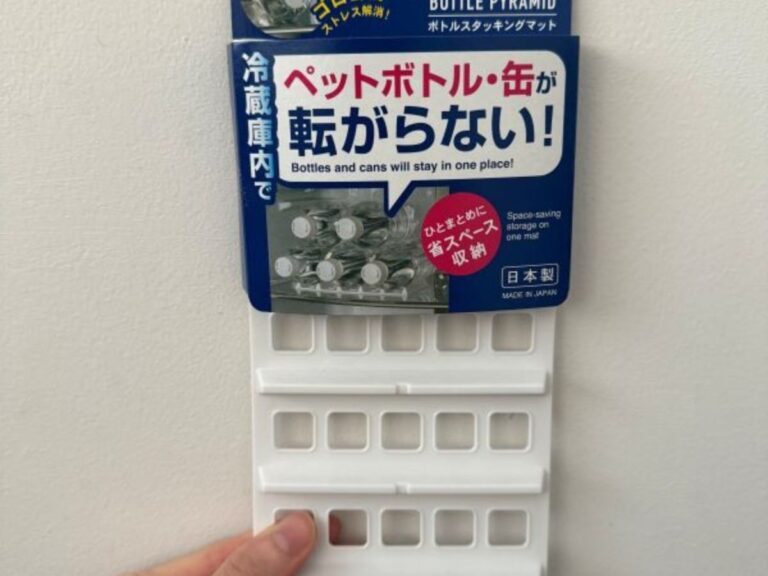 ストレス解消!
BOTTLE PYRAMID
ボトルスタッキングマット
冷蔵庫内で
ペットボトル・缶が
転がらない!
Bottles and cans will stay in one place!
ひとまとめに
省スペース
収納
Space-saving
storage on
one mat
日本製
MADE IN JAPAN